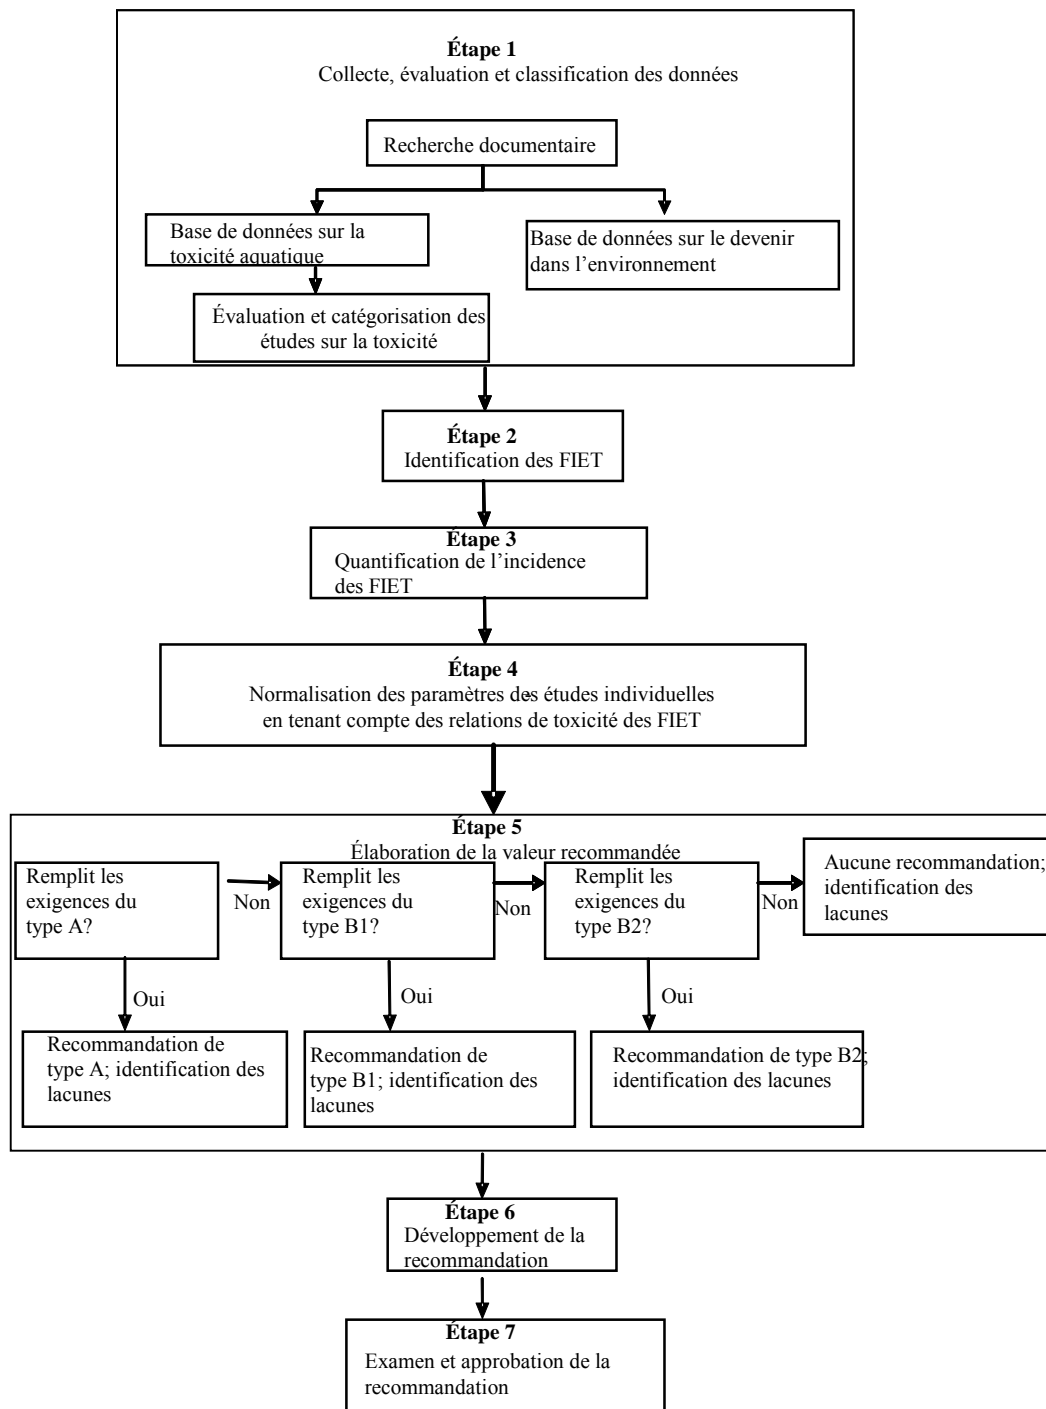 Étape 1
Collecte, évaluation et classification des données
Recherche documentaire
Base de données sur la
toxicité aquatique
Base de données sur le devenir
dans l’environnement
Évaluation et catégorisation des
études sur la toxicité
Étape 2
Identification des FIET
Étape 3
Quantification de l’incidence
des FIET
Étape 4
Normalisation des paramètres des études individuelles
en tenant compte des relations de toxicité des FIET
Étape 5
Élaboration de la valeur recommandée
Remplit les
exigences du
type A?
Non
Remplit les
exigences du
type B1?
Non
Remplit les
exigences du
type B2?
Non
Aucune recommandation;
identification des
lacunes
Oui
Oui
Oui
Recommandation de
type A; identification des
lacunes
Recommandation de
type B1; identification des
lacunes
Recommandation de type B2;
identification des lacunes
Étape 6
Développement de la
recommandation
Étape 7
Examen et approbation de la
recommandation